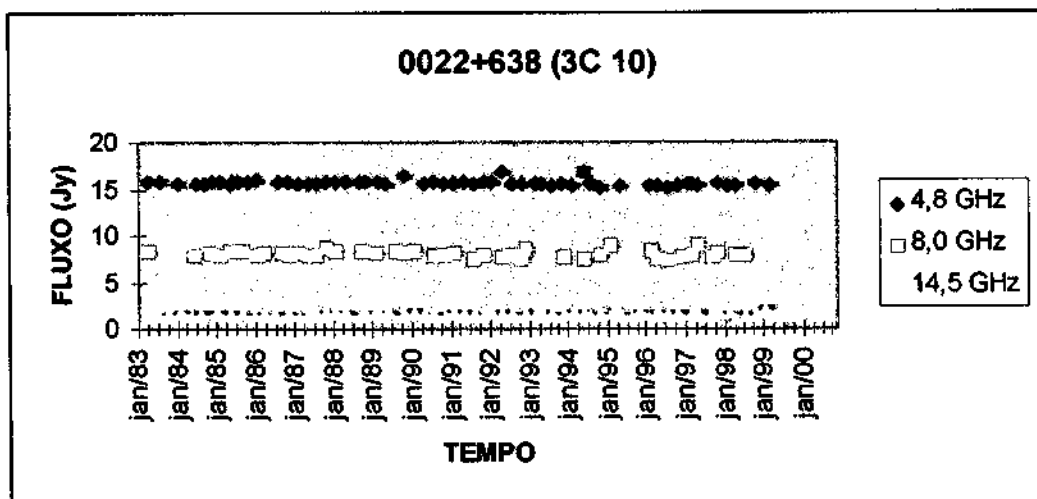 0022+638 (3C 10)
FLUXO (Jy)
20
15
10
5
0
jan/83
jan/84
jan/85
jan/86
jan/87
jan/88
jan/89
jan/90
jan/91
jan/92
jan/93
jan/94
jan/95
jan/96
jan/97
jan/98
jan/99
jan/00
TEMPO
4,8 GHz
8,0 GHz
14,5 GHz